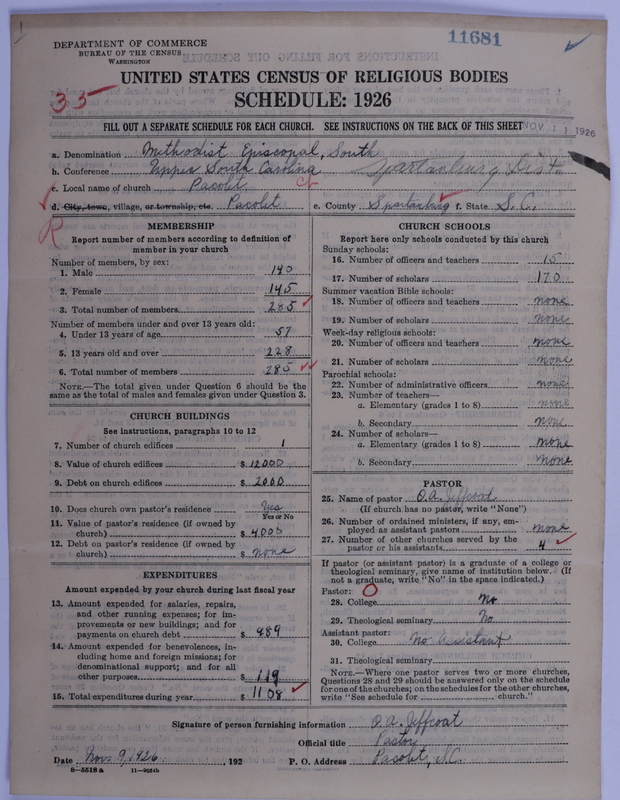 11681
DEPARTMENT OF COMMERCE
BUREAU OF THE CENSUS
WASHINGTON
UNITED STATES CENSUS OF RELIGIOUS BODIES
35
SCHEDULE: 1926
FILL OUT A SEPARATE SCHEDULE FOR EACH CHURCH. SEE INSTRUCTIONS ON THE BACK OF THIS SHEET
NOV 11 1926
a. Denomination Methodist Episcopal, South
b. Conference Upper South Carolina Spartanburg Dist.
c. Local name of church Pacolet
d. City, town, village, or township, etc. Pacolet e. County Spartanburg f. State S.C.
R
MEMBERSHIP
Report number of members according to definition of
member in your church
Number of members, by sex:
1. Male 140
2. Female 145
3. Total number of members 285
Number of members under and over 13 years old:
4. Under 13 years of age 57
5. 13 years old and over 228
6. Total number of members 285
NOTE.—The total given under Question 6 should be the
same as the total of males and females given under Question 3.
CHURCH BUILDINGS
See instructions, paragraphs 10 to 12
7. Number of church edifices 1
8. Value of church edifices $ 12000
9. Debt on church edifices $ 2000
10. Does church own pastor's residence Yes
Yes or No
11. Value of pastor's residence (if owned by
church) $ 4000
12. Debt on pastor's residence (if owned by
church) $ none
EXPENDITURES
Amount expended by your church during last fiscal year
13. Amount expended for salaries, repairs,
and other running expenses; for im-
provements or new buildings; and for
payments on church debt $ 989
14. Amount expended for benevolences, in-
cluding home and foreign missions; for
denominational support; and for all
other purposes $ 119
15. Total expenditures during year $ 1108
CHURCH SCHOOLS
Report here only schools conducted by this church
Sunday schools:
16. Number of officers and teachers 15
17. Number of scholars 170
Summer vacation Bible schools:
18. Number of officers and teachers none
19. Number of scholars none
Week-day religious schools:
20. Number of officers and teachers none
21. Number of scholars none
Parochial schools:
22. Number of administrative officers none
23. Number of teachers—
a. Elementary (grades 1 to 8) none
b. Secondary none
24. Number of scholars—
a. Elementary (grades 1 to 8) none
b. Secondary none
PASTOR
25. Name of pastor O.A. Jeffcoat
(If church has no pastor, write "None")
26. Number of ordained ministers, if any, em-
ployed as assistant pastors none
27. Number of other churches served by the
pastor or his assistants 4
If pastor (or assistant pastor) is a graduate of a college or
theological seminary, give name of institution below. (If
not a graduate, write "No" in the space indicated.)
Pastor:
28. College No
29. Theological seminary No
Assistant pastor:
30. College No assistant
31. Theological seminary
NOTE.—Where one pastor serves two or more churches,
Questions 28 and 29 should be answered only on the schedule
for one of the churches; on the schedules for the other churches,
write "See schedule for church."
Signature of person furnishing information O.A. Jeffcoat
Official title Pastor
Date Nov. 9, 1926, 192 P. O. Address Pacolet, S.C.
8—5518a 11—9024b